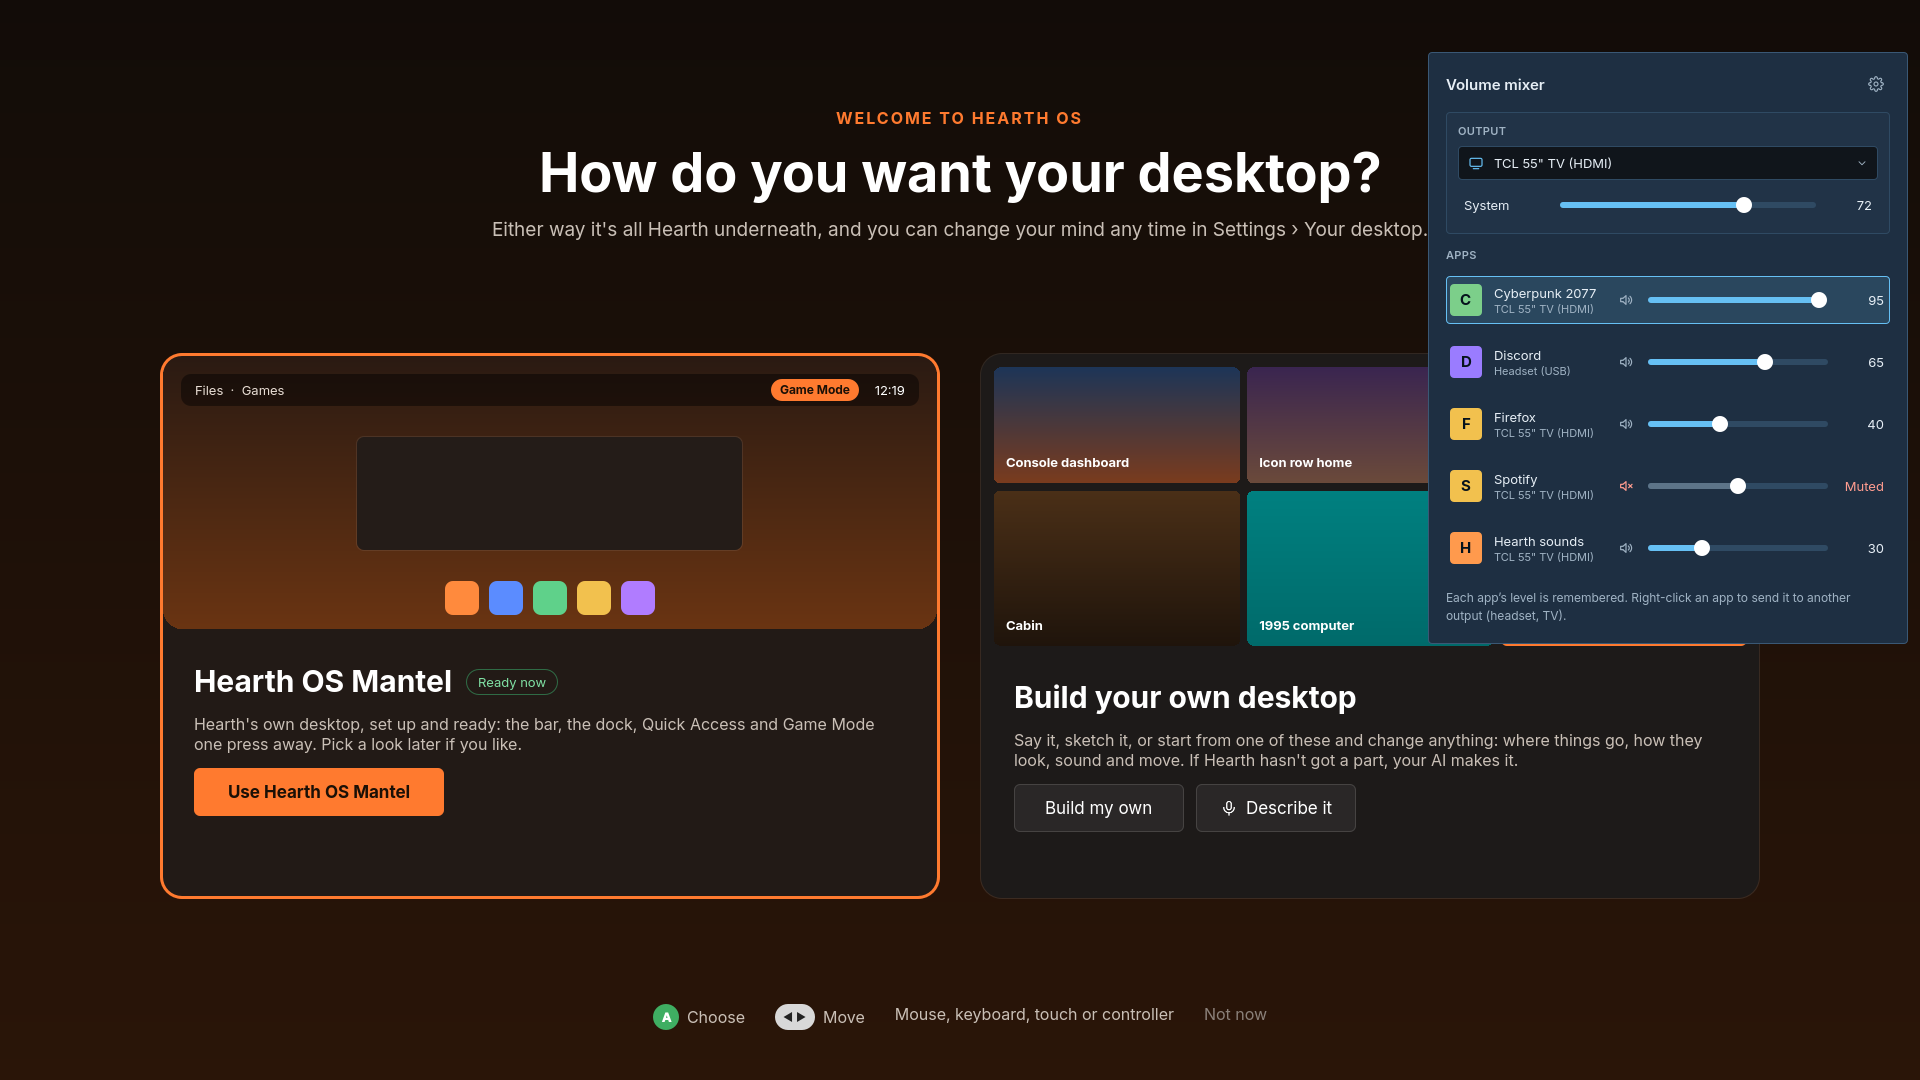 WELCOME TO HEARTH OS
How do you want your desktop?
Either way it's all Hearth underneath, and you can change your mind any time in Settings › Your desktop.
Files · Games
Game Mode
12:19
Hearth OS Mantel
Ready now
Hearth's own desktop, set up and ready: the bar, the dock, Quick Access and Game Mode
one press away. Pick a look later if you like.
Use Hearth OS Mantel
Console dashboard
Icon row home
Cabin
1995 computer
Build your own desktop
Say it, sketch it, or start from one of these and change anything: where things go, how they
look, sound and move. If Hearth hasn't got a part, your AI makes it.
Build my own
Describe it
Volume mixer
OUTPUT
TCL 55" TV (HDMI)
System
72
APPS
C
Cyberpunk 2077
TCL 55" TV (HDMI)
95
D
Discord
Headset (USB)
65
F
Firefox
TCL 55" TV (HDMI)
40
S
Spotify
TCL 55" TV (HDMI)
Muted
H
Hearth sounds
TCL 55" TV (HDMI)
30
Each app’s level is remembered. Right-click an app to send it to another
output (headset, TV).
A Choose
Move
Mouse, keyboard, touch or controller
Not now